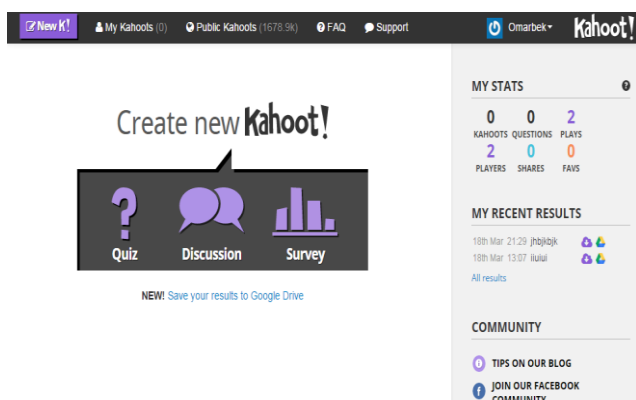 New K! My Kahoots (0) Public Kahoots (1678.9k) FAQ Support Omarbek Kahoot!
Create new Kahoot!
Quiz Discussion Survey
NEW! Save your results to Google Drive
MY STATS
0 0 2
KAHOOTS QUESTIONS PLAYS
2 0 0
PLAYERS SHARES FAVS
MY RECENT RESULTS
18th Mar 21:29 jhbjkbjk
18th Mar 13:07 iiuiui
All results
COMMUNITY
TIPS ON OUR BLOG
JOIN OUR FACEBOOK
COMMUNITY